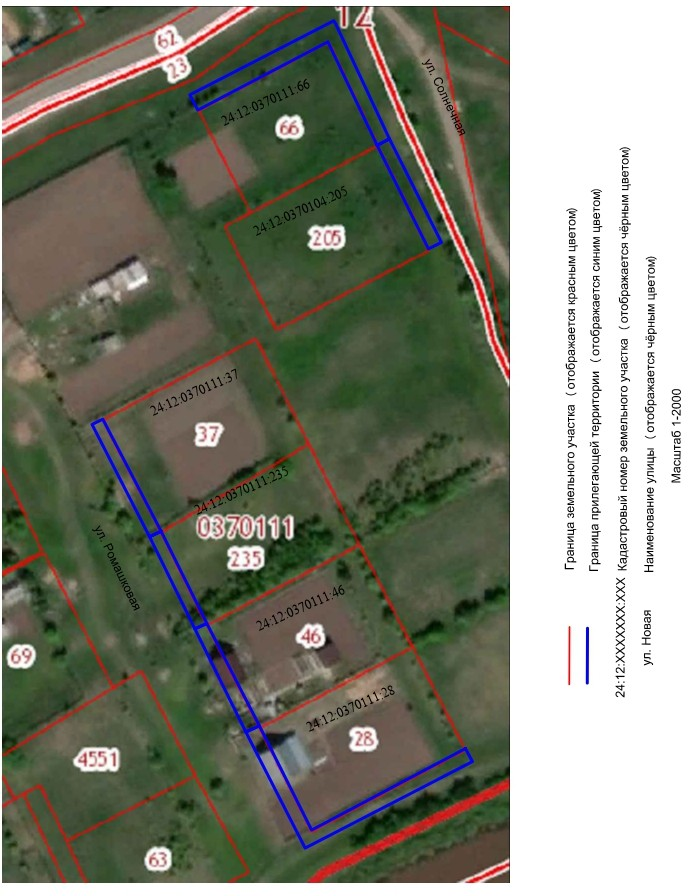 12
62
23
ул. Солнечная
24:12:0370111:66
66
24:12:0370104:205
205
24:12:0370111:37
37
24:12:0370111:235
0370111
235
ул. Ромашковая
24:12:0370111:46
46
69
24:12:0370111:28
28
4551
63
Граница земельного участка ( отображается красным цветом)
Граница прилегающей территории ( отображается синим цветом)
24:12:XXXXXXX:XXX Кадастровый номер земельного участка ( отображается чёрным цветом)
ул. Новая Наименование улицы ( отображается чёрным цветом)
Масштаб 1-2000